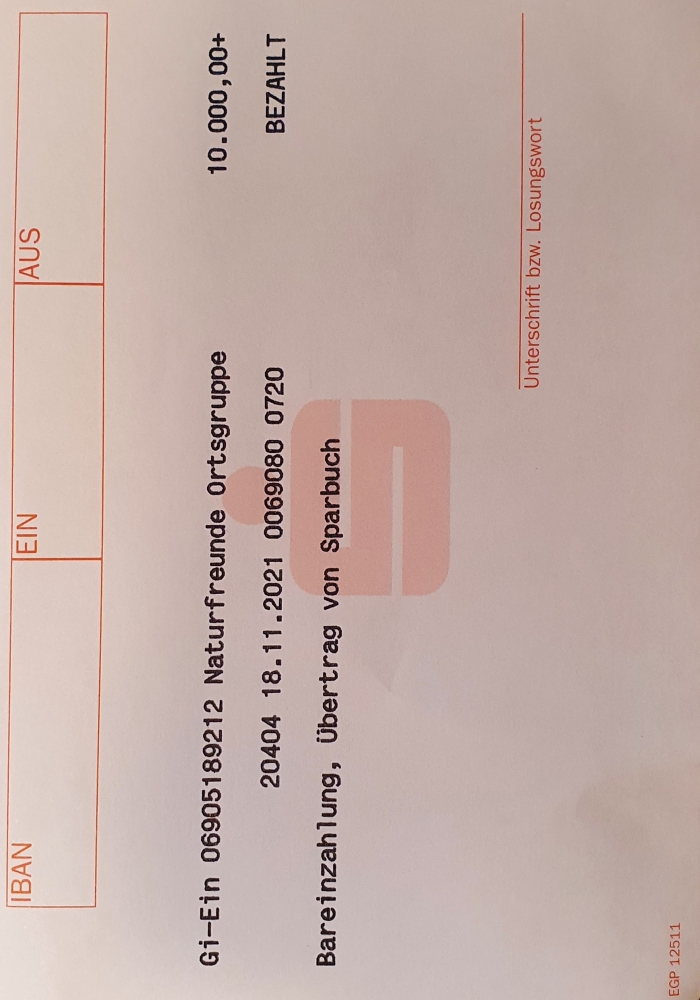 IBAN EIN AUS
Gi-Ein 06905189212 Naturfreunde Ortsgruppe 10.000,00+
20404 18.11.2021 0069080 0720 BEZAHLT
Bareinzahlung, Übertrag von Sparbuch
Unterschrift bzw. Losungswort
EGP 12511